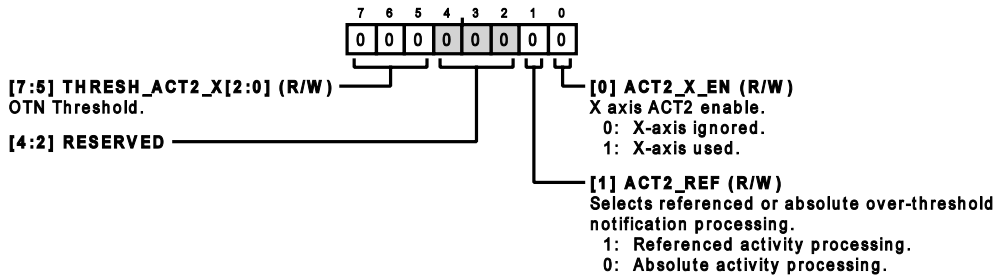 7 6 5 4 3 2 1 0
0 0 0 0 0 0 0 0
[7:5] THRESH_ACT2_X[2:0] (R/W)
OTN Threshold.
[4:2] RESERVED
[0] ACT2_X_EN (R/W)
X axis ACT2 enable.
0: X-axis ignored.
1: X-axis used.
[1] ACT2_REF (R/W)
Selects referenced or absolute over-threshold
notification processing.
1: Referenced activity processing.
0: Absolute activity processing.